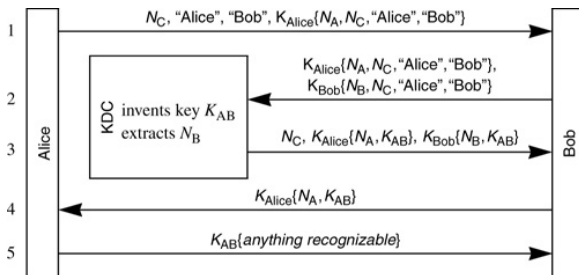 1
N_C, “Alice”, “Bob”, K_Alice{N_A, N_C, “Alice”, “Bob”}
K_Alice{N_A, N_C, “Alice”, “Bob”},
2
K_Bob{N_B, N_C, “Alice”, “Bob”}
KDC
invents key K_AB
extracts N_B
Alice
Bob
3
N_C, K_Alice{N_A, K_AB}, K_Bob{N_B, K_AB}
4
K_Alice{N_A, K_AB}
5
K_AB{anything recognizable}